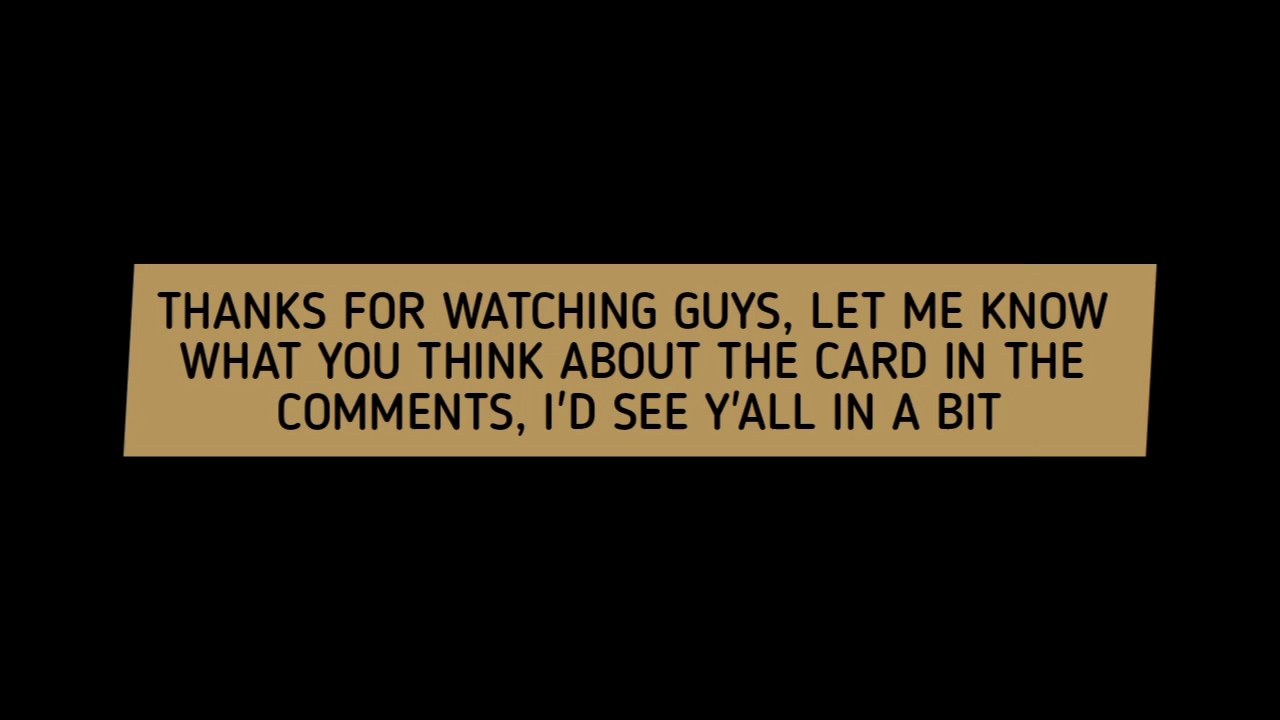 THANKS FOR WATCHING GUYS, LET ME KNOW
WHAT YOU THINK ABOUT THE CARD IN THE
COMMENTS, I'D SEE Y'ALL IN A BIT